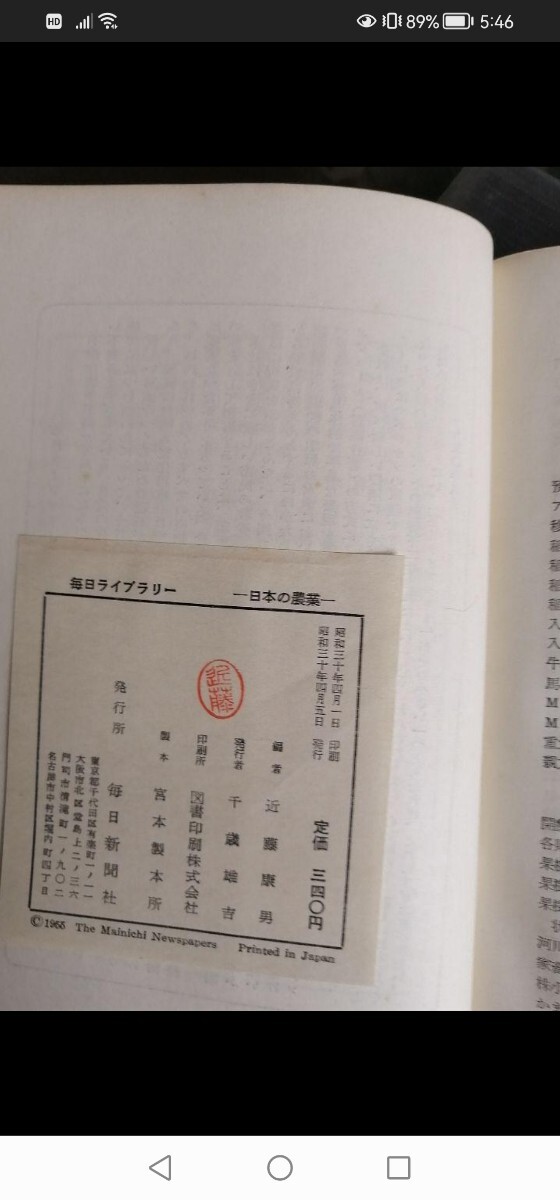 HD 89% 5:46
毎日ライブラリー ―日本の農業―
昭和三十年四月一日 印刷
昭和三十年四月五日 発行
定価 三四〇円
編者 近藤康男
発行者 千歳雄吉
近藤
印刷所 図書印刷株式会社
製本 宮本製本所
発行所 毎日新聞社
東京都千代田区有楽町一ノ一一
大阪市北区堂島上二ノ三六
門司市清滝町一ノ九〇二
名古屋市中村区堀内町四丁目
©1955 The Mainichi Newspapers Printed in Japan
入
入
牛
馬
M
M